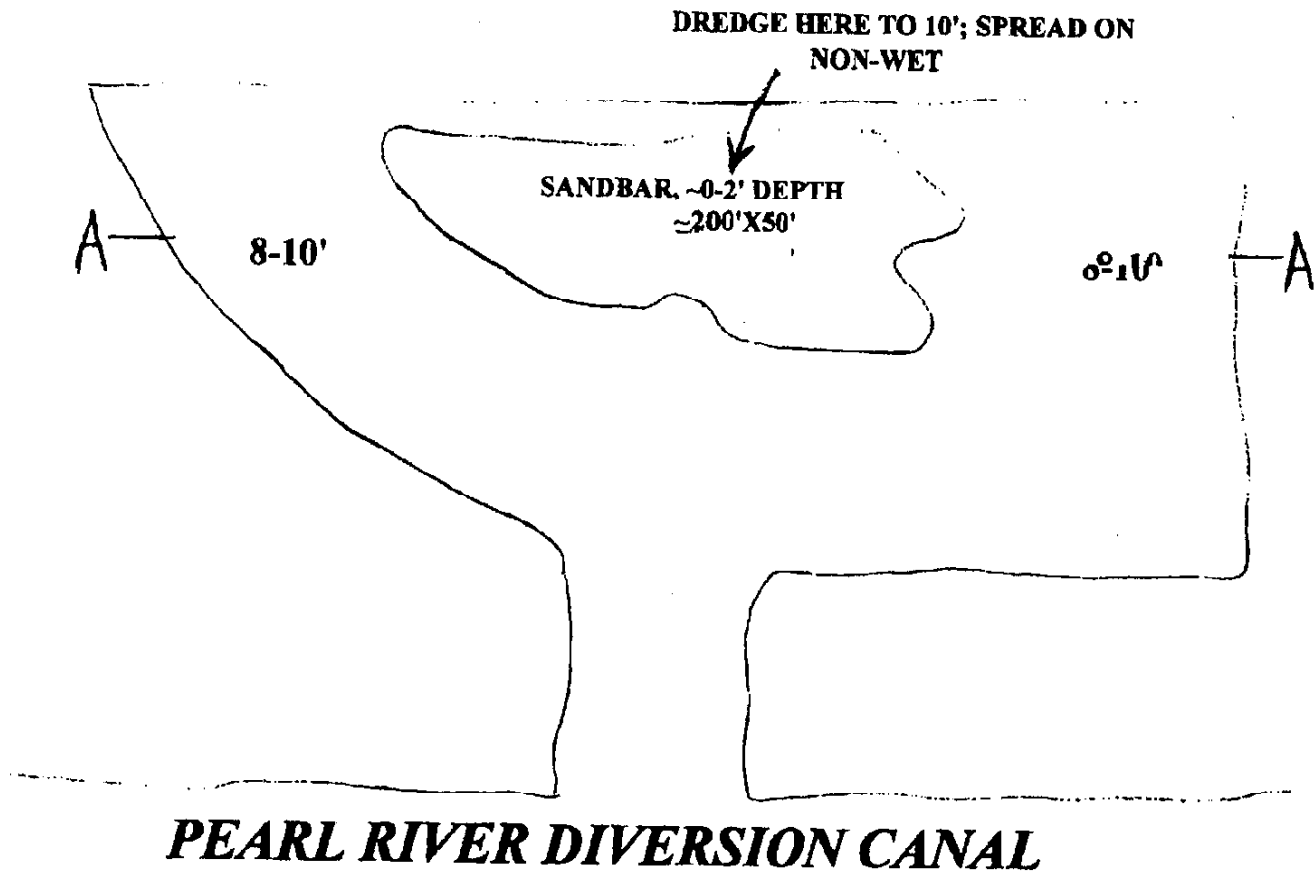 DREDGE HERE TO 10'; SPREAD ON
NON-WET
SANDBAR, ~0-2' DEPTH
≃200'X50'
A
8-10'
A
PEARL RIVER DIVERSION CANAL